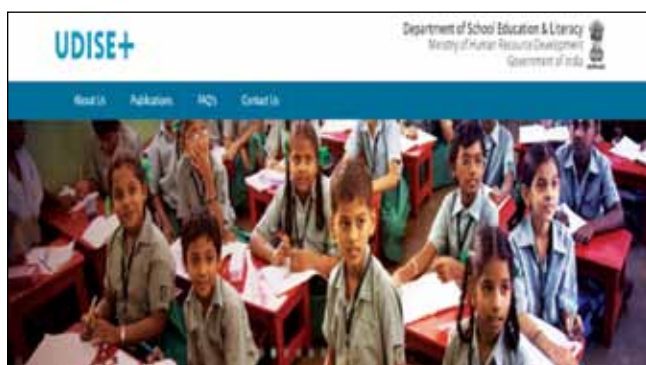 UDISE+
Department of School Education & Literacy
Ministry of Human Resource Development
Government of India
About Us Publications FAQ's Contact Us